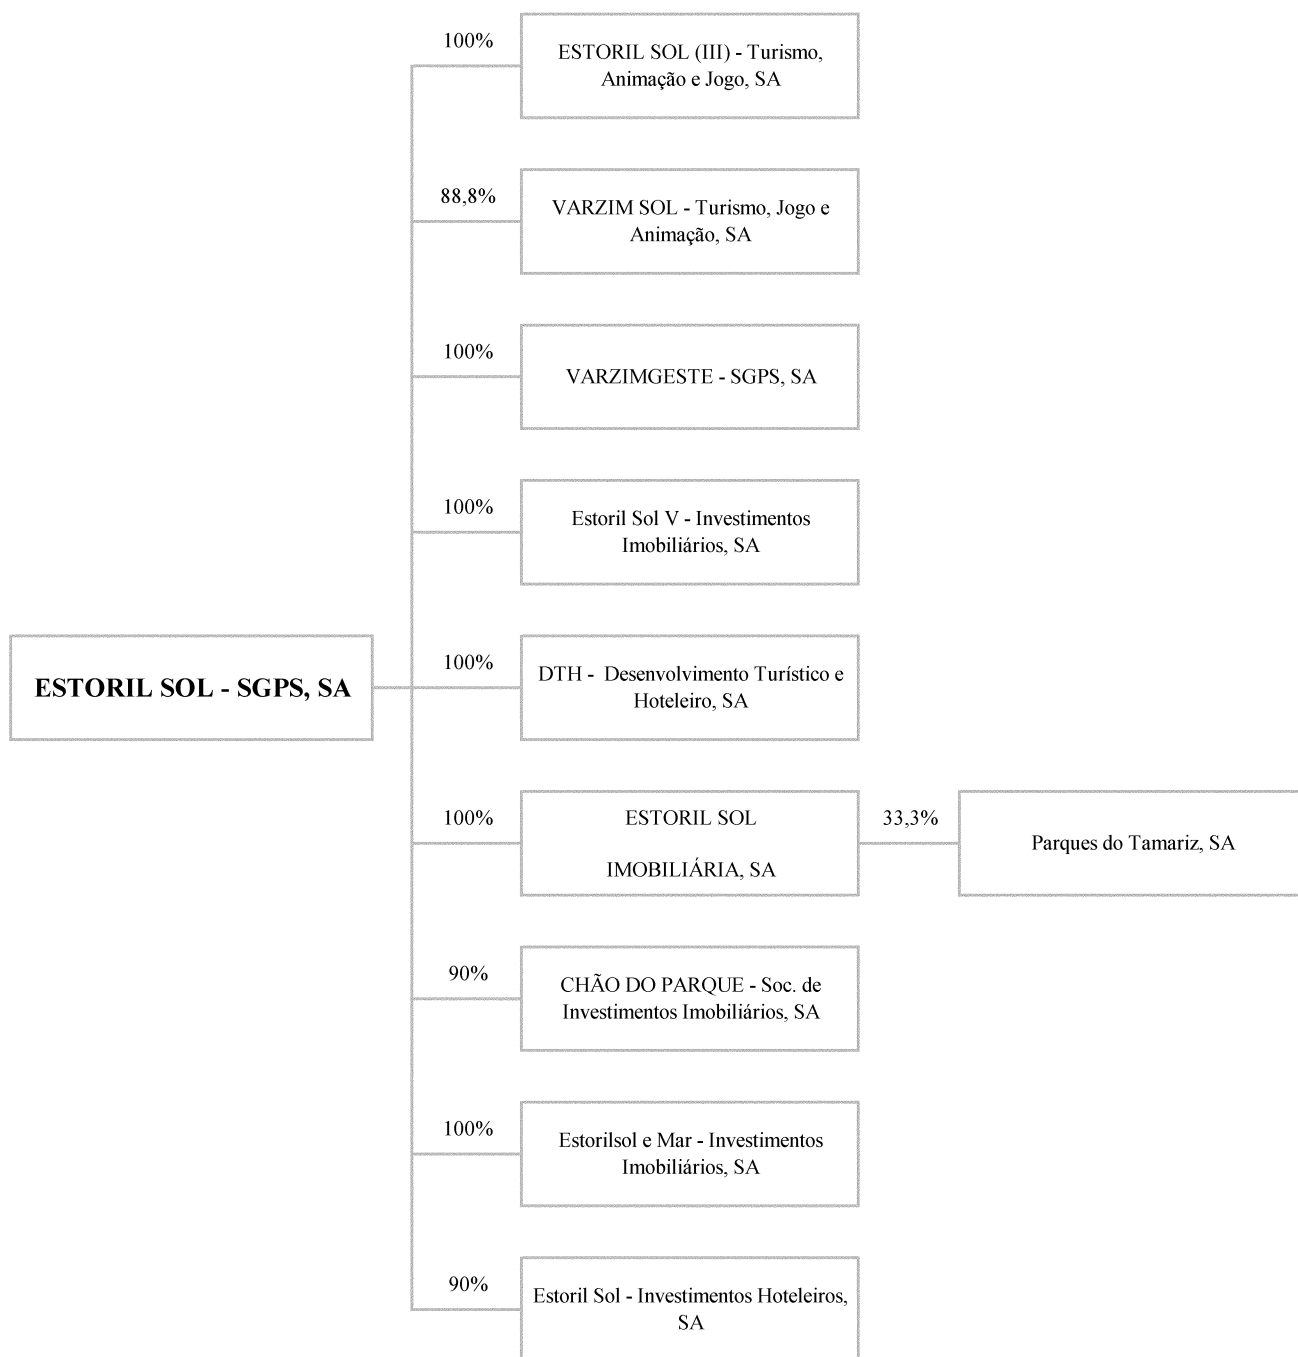 100%
ESTORIL SOL (III) - Turismo,
Animação e Jogo, SA
88,8%
VARZIM SOL - Turismo, Jogo e
Animação, SA
100%
VARZIMGESTE - SGPS, SA
100%
Estoril Sol V - Investimentos
Imobiliários, SA
ESTORIL SOL - SGPS, SA
100%
DTH -  Desenvolvimento Turístico e
Hoteleiro, SA
100%
ESTORIL SOL
IMOBILIÁRIA, SA
33,3%
Parques do Tamariz, SA
90%
CHÃO DO PARQUE - Soc. de
Investimentos Imobiliários, SA
100%
Estorilsol e Mar - Investimentos
Imobiliários, SA
90%
Estoril Sol - Investimentos Hoteleiros,
SA